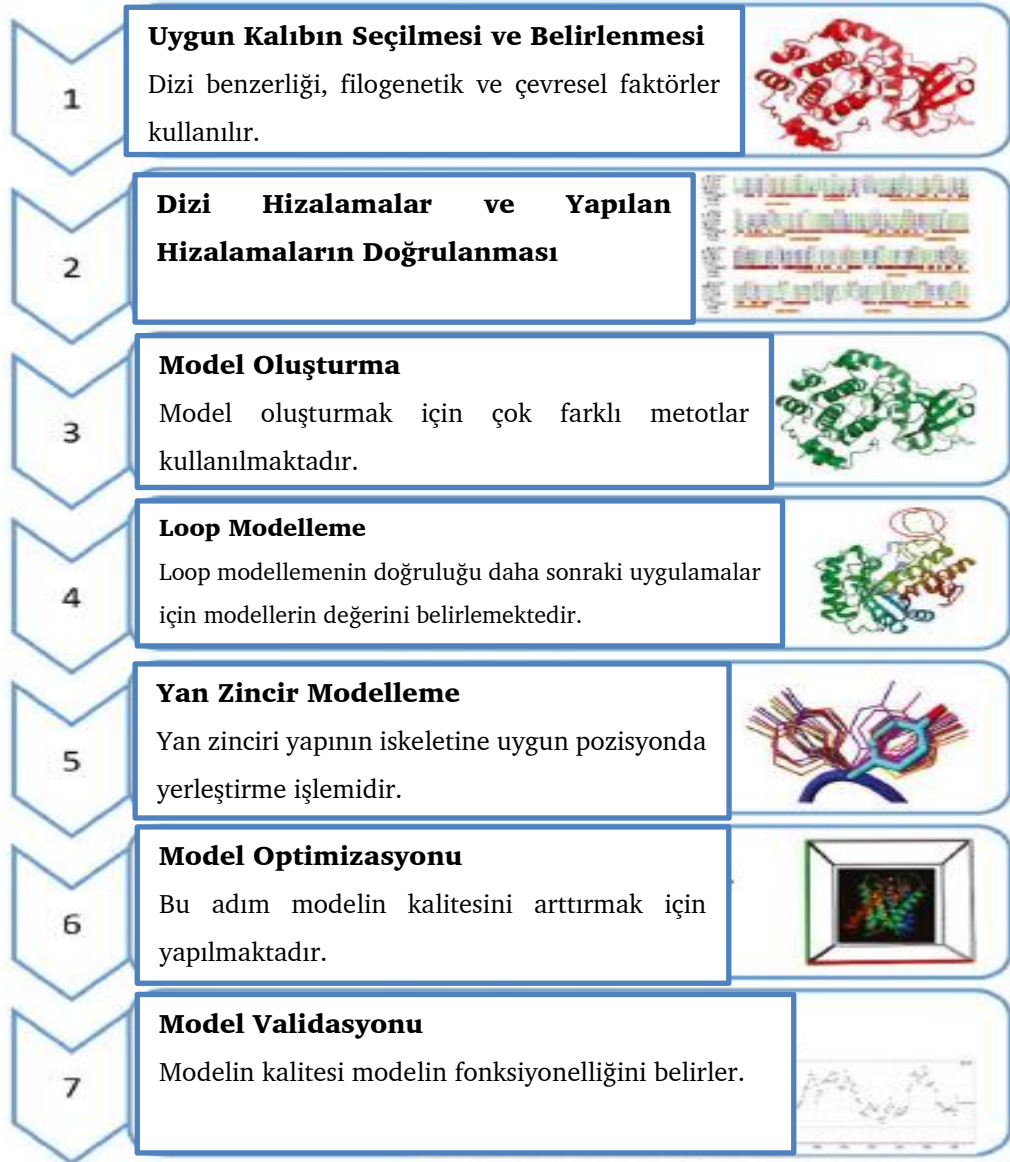 1
Uygun Kalıbın Seçilmesi ve Belirlenmesi
Dizi benzerliği, filogenetik ve çevresel faktörler
kullanılır.
2
Dizi Hizalamalar ve Yapılan
Hizalamaların Doğrulanması
3
Model Oluşturma
Model oluşturmak için çok farklı metotlar
kullanılmaktadır.
4
Loop Modelleme
Loop modellemenin doğruluğu daha sonraki uygulamalar
için modellerin değerini belirlemektedir.
5
Yan Zincir Modelleme
Yan zinciri yapının iskeletine uygun pozisyonda
yerleştirme işlemidir.
6
Model Optimizasyonu
Bu adım modelin kalitesini arttırmak için
yapılmaktadır.
7
Model Validasyonu
Modelin kalitesi modelin fonksiyonelliğini belirler.